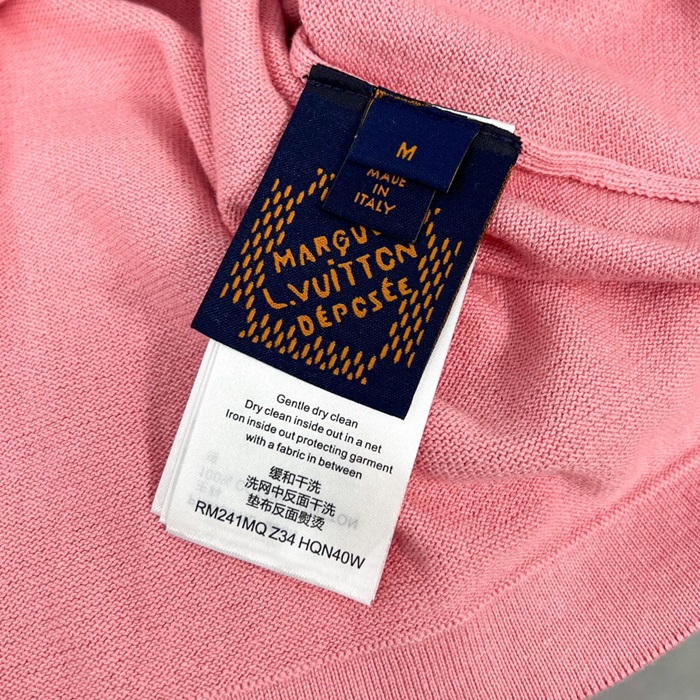 M
MADE
IN
ITALY
MARQU
L.VUITTON
DÉPOSÉE
Gentle dry clean
Dry clean inside out in a net
Iron inside out protecting garment
with a fabric in between
缓和干洗
洗网中反面干洗
垫布反面熨烫
RM241MQ Z34 HQN40W